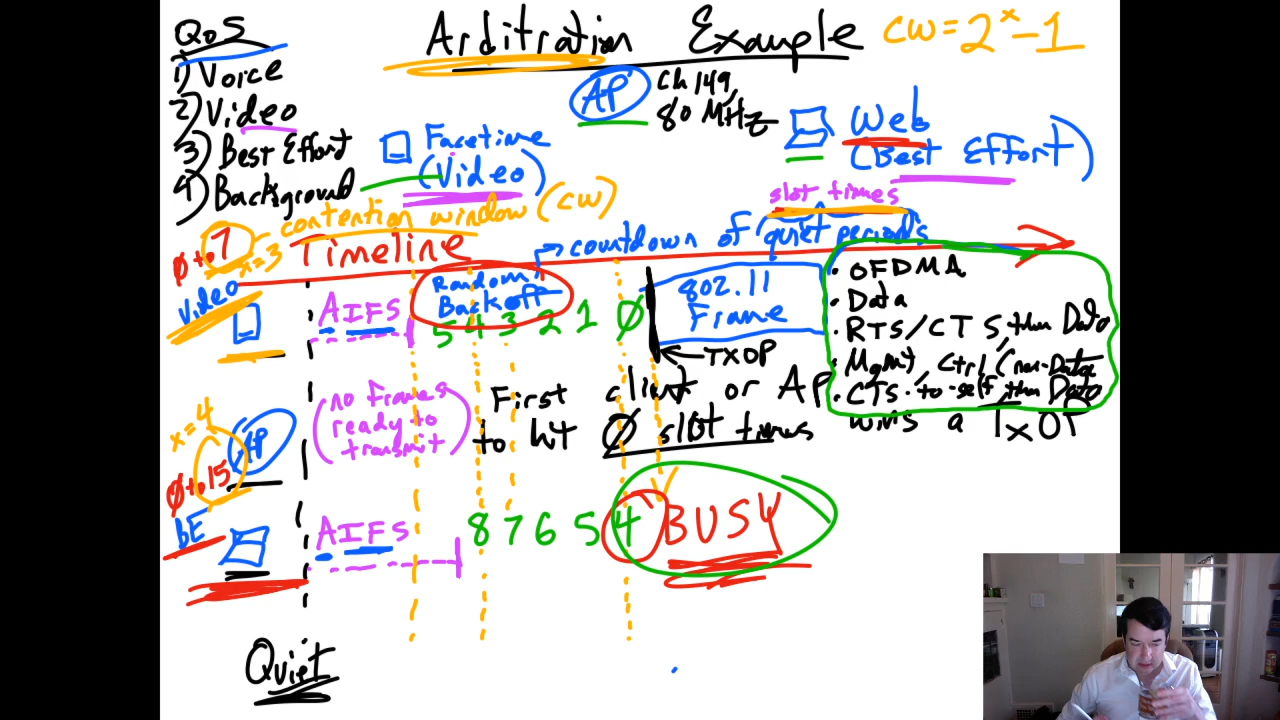 QoS
1) Voice
2) Video
3) Best Effort
4) Background
Arbitration Example
CW = 2^x - 1
AP
Ch 149,
80 MHz
Facetime
(Video)
Web
(Best Effort)
slot times
contention window (CW)
Ø to 7
x=3
Timeline
countdown of quiet periods
Video
AIFS
Random
Backoff
5 4 3 2 1 Ø
802.11
Frame
TXOP
• OFDMA
• Data
• RTS/CTS, then Data
• Mgmt, Ctrl, (non-Data
• CTS-to-self, then Data
x=4
Ø to 15
AP
(no frames
ready to
transmit)
First client or AP
to hit Ø slot times wins a TxOP
BE
AIFS
8 7 6 5 4 BUSY
Quiet